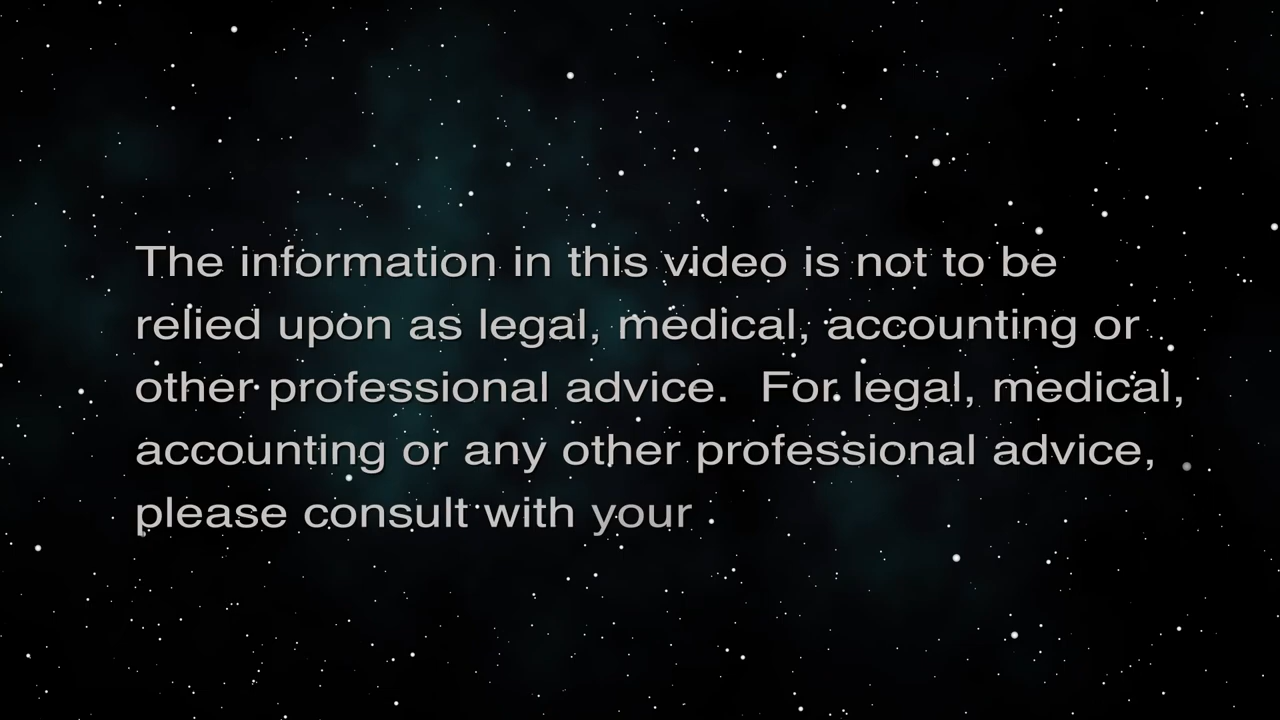 The information in this video is not to be
relied upon as legal, medical, accounting or
other professional advice.  For legal, medical,
accounting or any other professional advice,
please consult with your